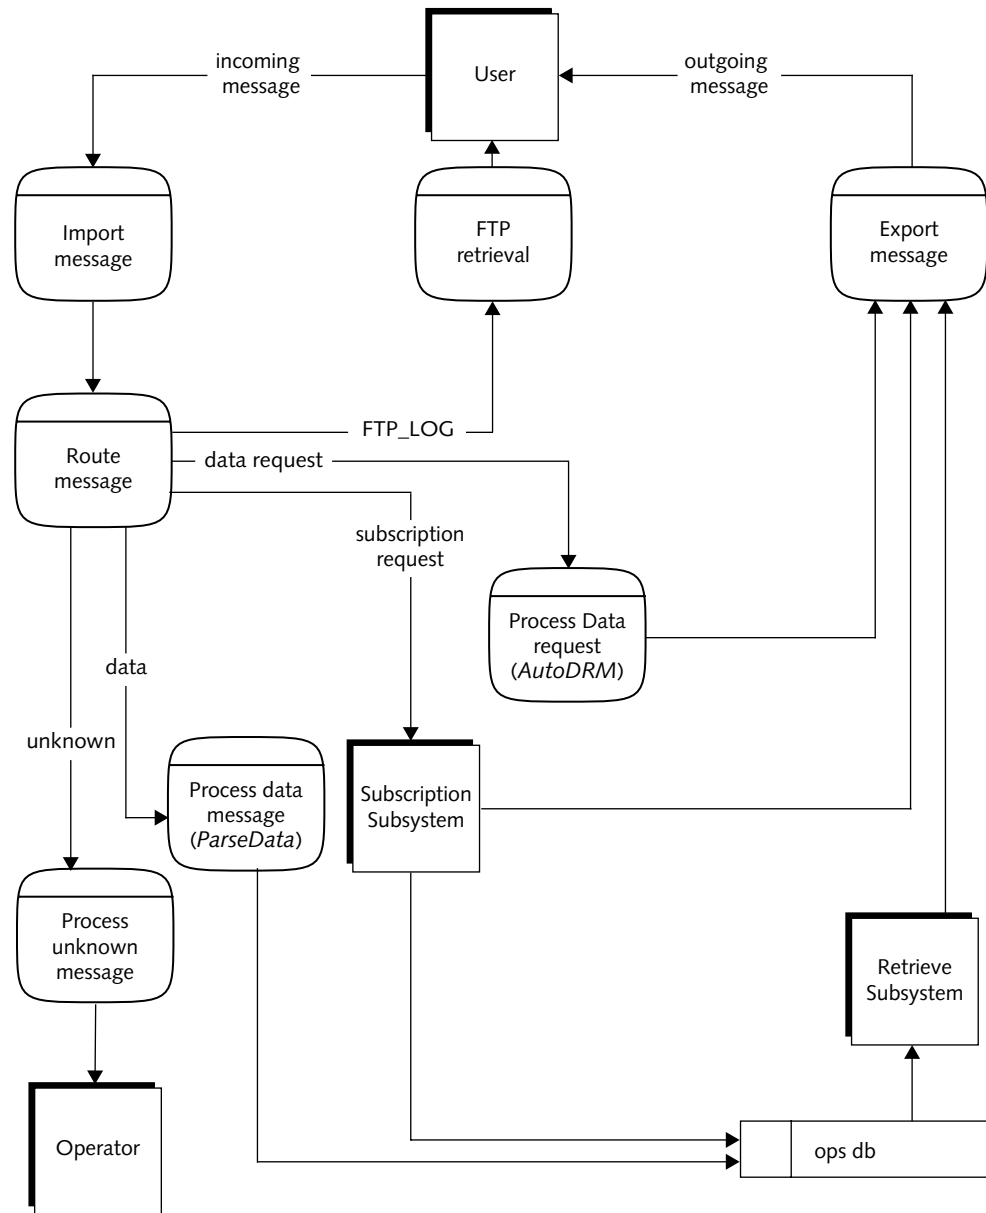 incoming
message
User
outgoing
message
Import
message
FTP
retrieval
Export
message
Route
message
FTP_LOG
data request
subscription
request
Process Data
request
(AutoDRM)
data
unknown
Process data
message
(ParseData)
Subscription
Subsystem
Process
unknown
message
Retrieve
Subsystem
Operator
ops db